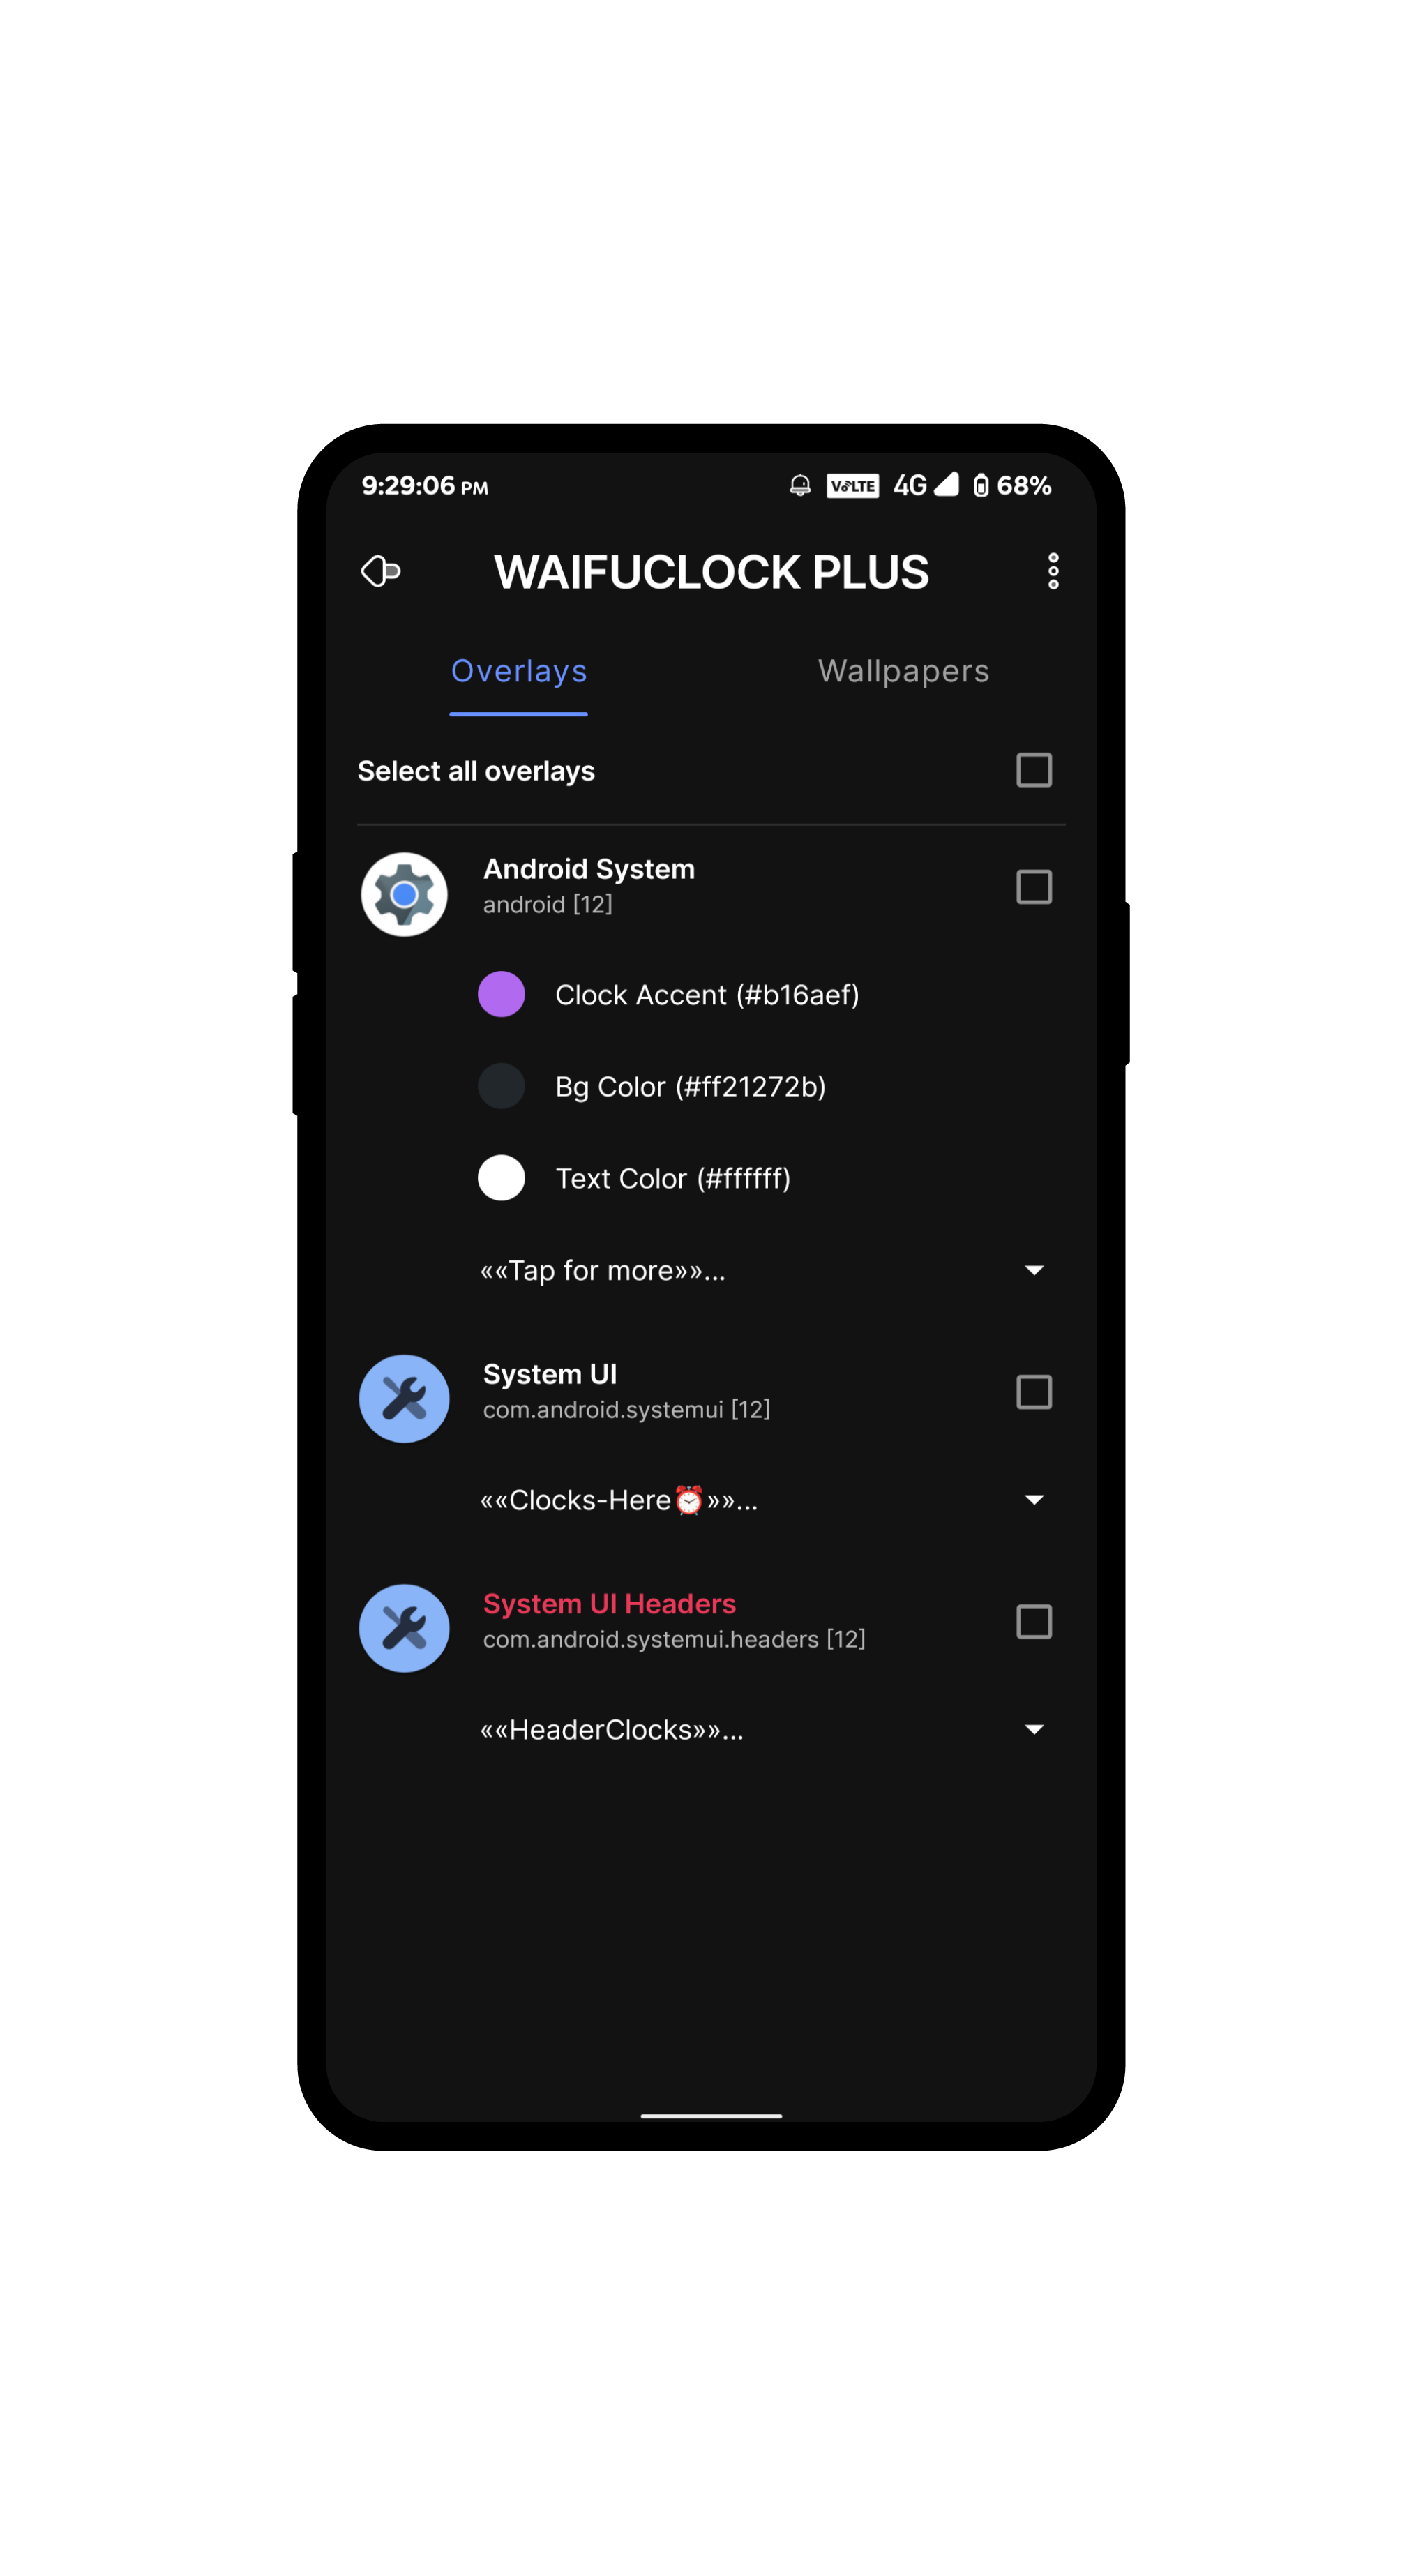 9:29:06 PM VoLTE 4G 68%
WAIFUCLOCK PLUS
Overlays Wallpapers
Select all overlays
Android System
android [12]
Clock Accent (#b16aef)
Bg Color (#ff21272b)
Text Color (#ffffff)
««Tap for more»»...
System UI
com.android.systemui [12]
««Clocks-Here⏰»»...
System UI Headers
com.android.systemui.headers [12]
««HeaderClocks»»...